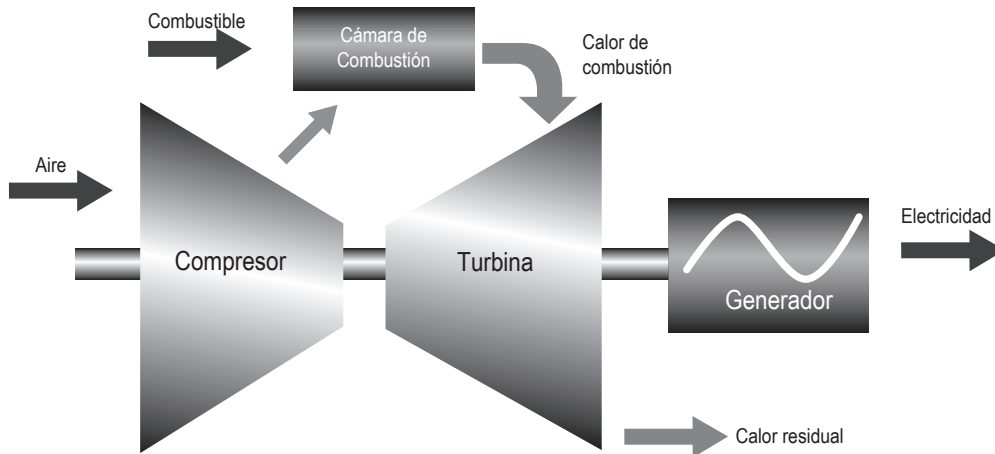 Combustible
Cámara de
Combustión
Calor de
combustión
Aire
Compresor
Turbina
Electricidad
Generador
Calor residual